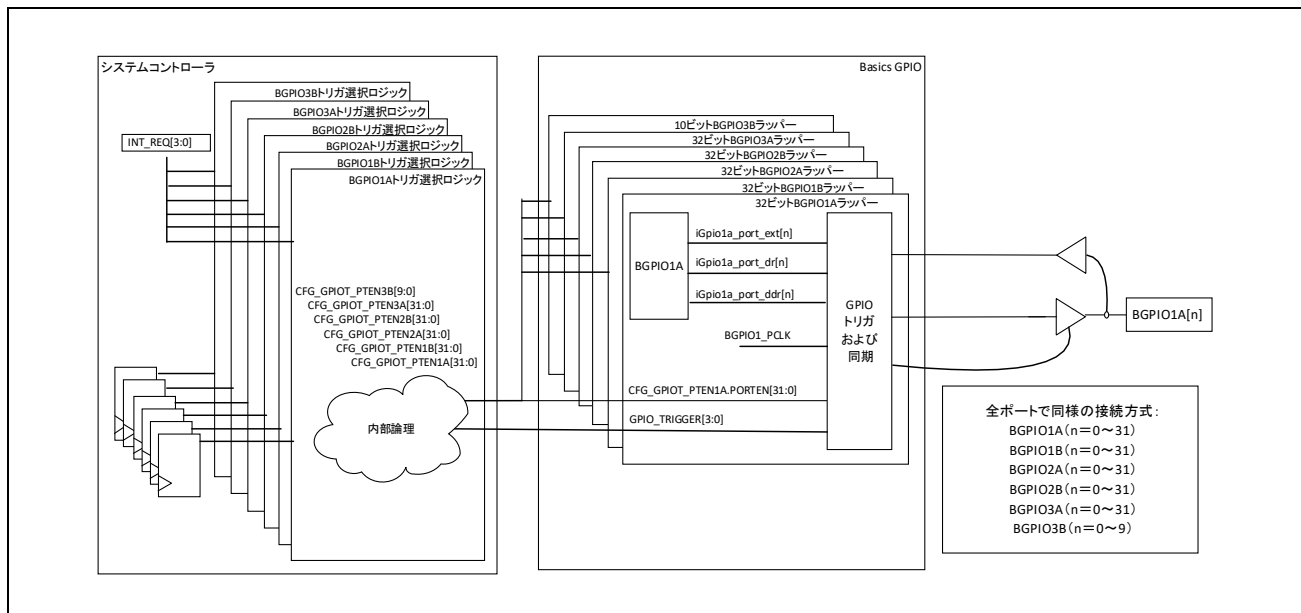 システムコントローラ
BGPIO3Bトリガ選択ロジック
BGPIO3Aトリガ選択ロジック
BGPIO2Bトリガ選択ロジック
BGPIO2Aトリガ選択ロジック
BGPIO1Bトリガ選択ロジック
BGPIO1Aトリガ選択ロジック
INT_REQ[3:0]
CFG_GPIOT_PTEN3B[9:0]
CFG_GPIOT_PTEN3A[31:0]
CFG_GPIOT_PTEN2B[31:0]
CFG_GPIOT_PTEN2A[31:0]
CFG_GPIOT_PTEN1B[31:0]
CFG_GPIOT_PTEN1A[31:0]
内部論理
Basics GPIO
10ビットBGPIO3Bラッパー
32ビットBGPIO3Aラッパー
32ビットBGPIO2Bラッパー
32ビットBGPIO2Aラッパー
32ビットBGPIO1Bラッパー
32ビットBGPIO1Aラッパー
BGPIO1A
iGpio1a_port_ext[n]
iGpio1a_port_dr[n]
iGpio1a_port_ddr[n]
BGPIO1_PCLK
CFG_GPIOT_PTEN1A.PORTEN[31:0]
GPIO_TRIGGER[3:0]
GPIO
トリガ
および
同期
BGPIO1A[n]
全ポートで同様の接続方式：
BGPIO1A（n＝0～31）
BGPIO1B（n＝0～31）
BGPIO2A（n＝0～31）
BGPIO2B（n＝0～31）
BGPIO3A（n＝0～31）
BGPIO3B（n＝0～9）